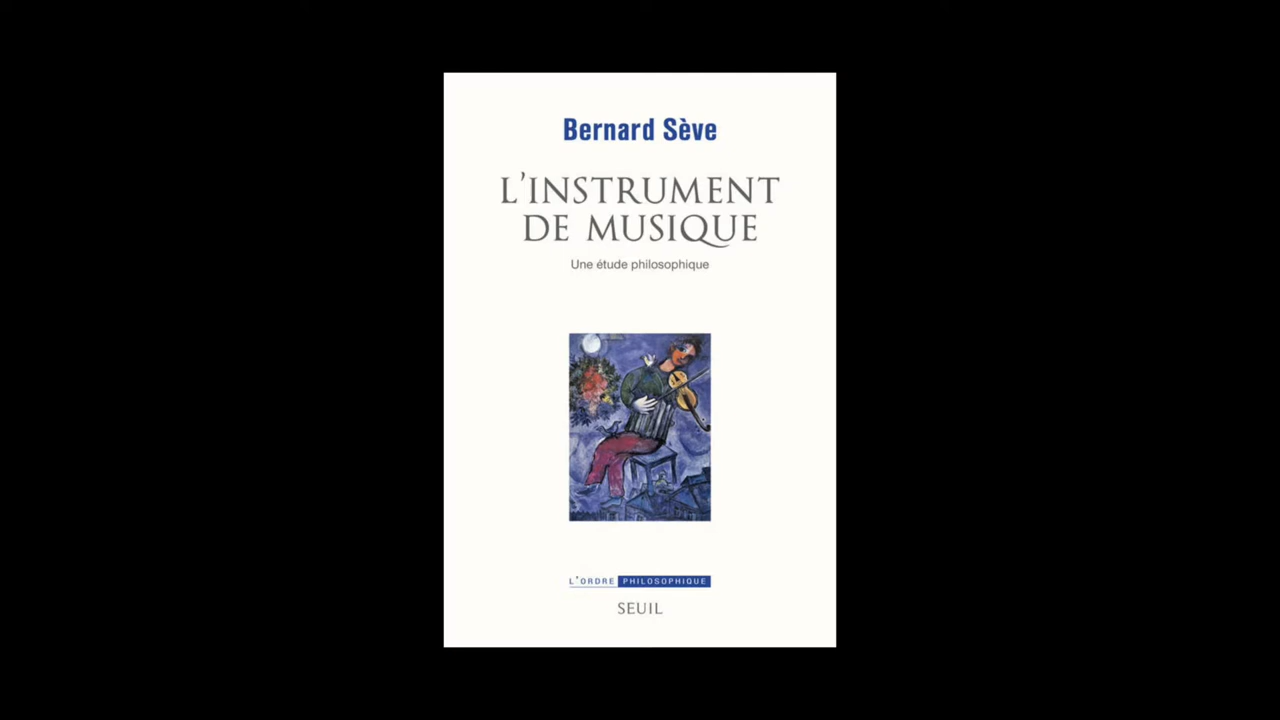 Bernard Sève
L'INSTRUMENT
DE MUSIQUE
Une étude philosophique
L'ORDRE PHILOSOPHIQUE
SEUIL